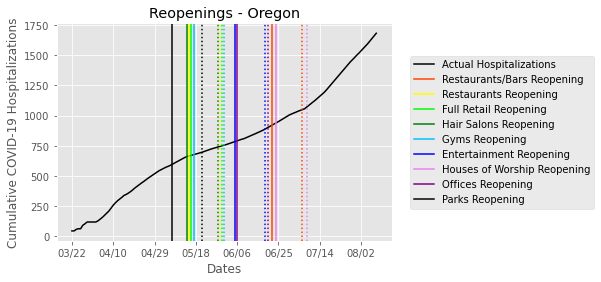 Reopenings - Oregon
Cumulative COVID-19 Hospitalizations
1750
1500
1250
1000
750
500
250
0
03/22 04/10 04/29 05/18 06/06 06/25 07/14 08/02
Dates
Actual Hospitalizations
Restaurants/Bars Reopening
Restaurants Reopening
Full Retail Reopening
Hair Salons Reopening
Gyms Reopening
Entertainment Reopening
Houses of Worship Reopening
Offices Reopening
Parks Reopening